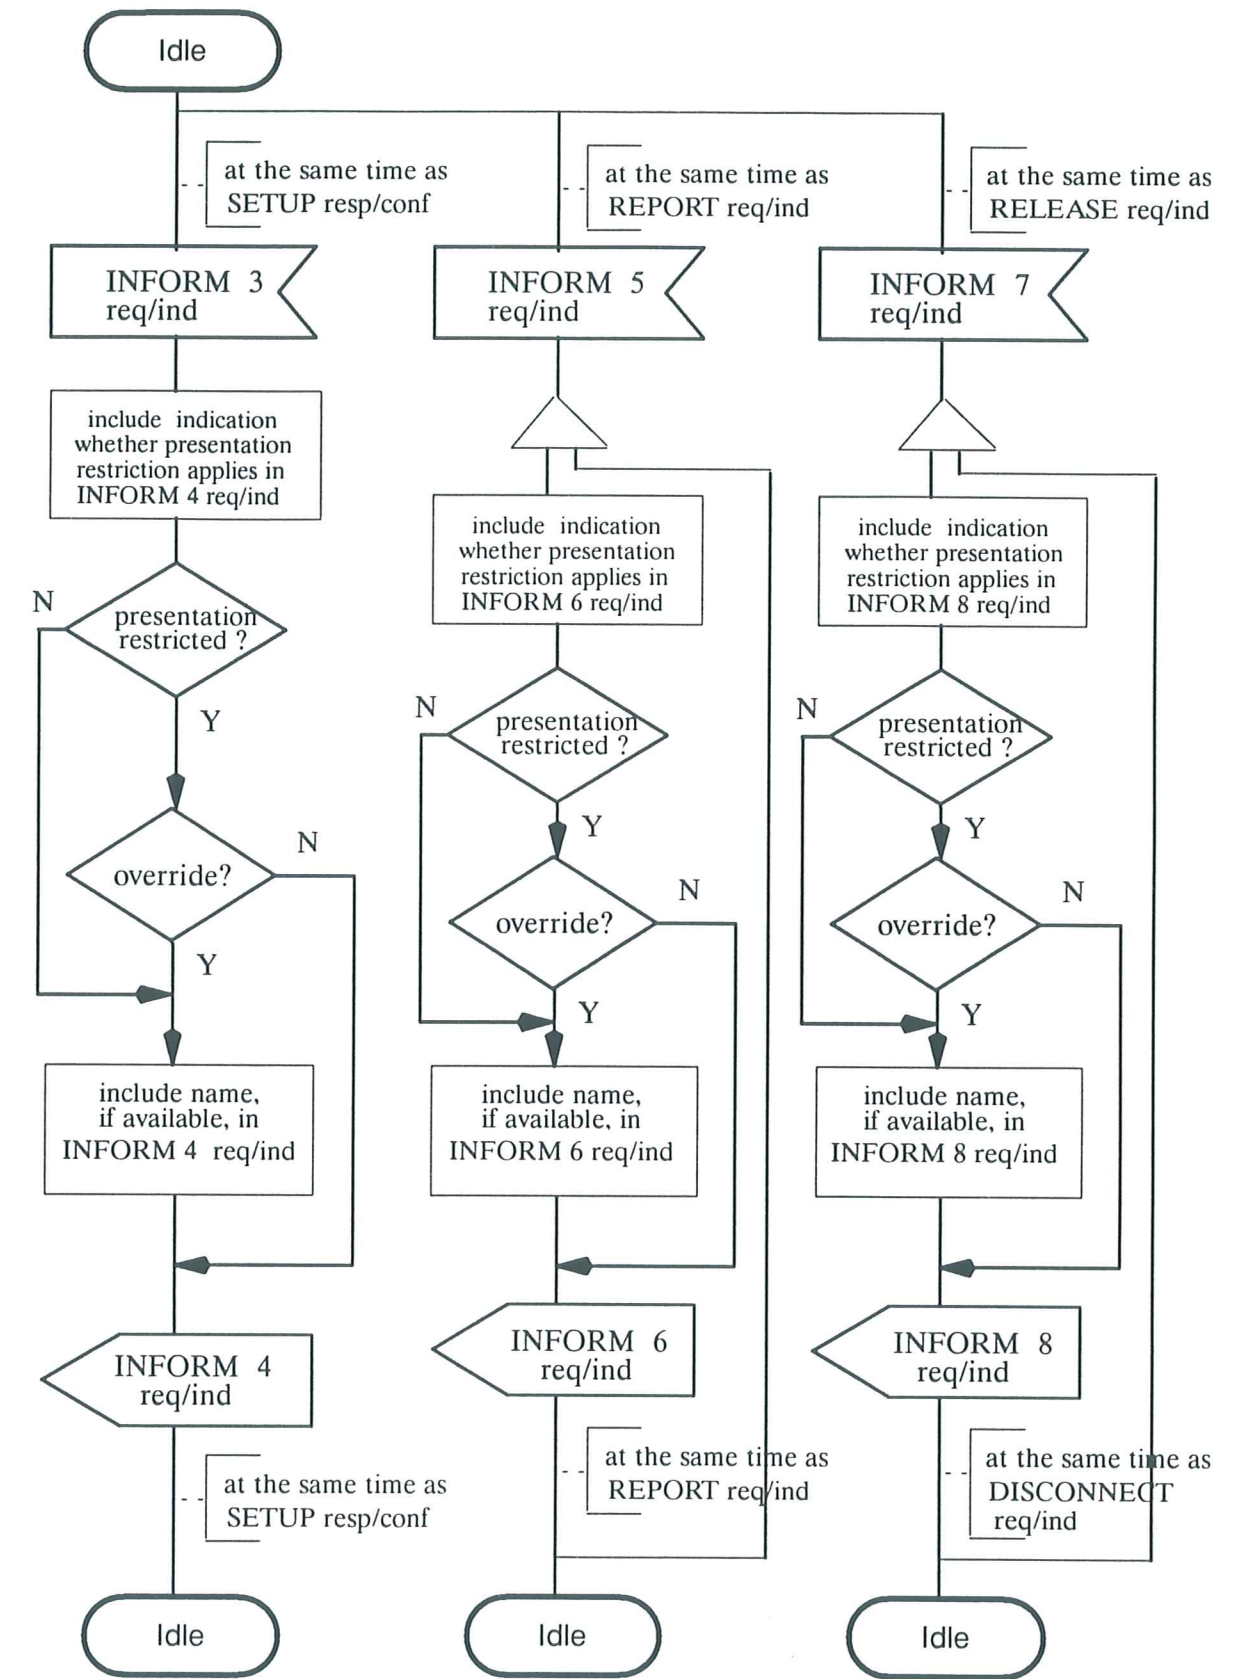 Idle
at the same time as
SETUP resp/conf
INFORM 3
req/ind
include indication
whether presentation
restriction applies in
INFORM 4 req/ind
N
presentation
restricted ?
Y
override?
N
Y
include name,
if available, in
INFORM 4 req/ind
INFORM 4
req/ind
at the same time as
SETUP resp/conf
Idle
at the same time as
REPORT req/ind
INFORM 5
req/ind
include indication
whether presentation
restriction applies in
INFORM 6 req/ind
N
presentation
restricted ?
Y
override?
N
Y
include name,
if available, in
INFORM 6 req/ind
INFORM 6
req/ind
at the same time as
REPORT req/ind
Idle
at the same time as
RELEASE req/ind
INFORM 7
req/ind
include indication
whether presentation
restriction applies in
INFORM 8 req/ind
N
presentation
restricted ?
Y
override?
N
Y
include name,
if available, in
INFORM 8 req/ind
INFORM 8
req/ind
at the same time as
DISCONNECT
req/ind
Idle